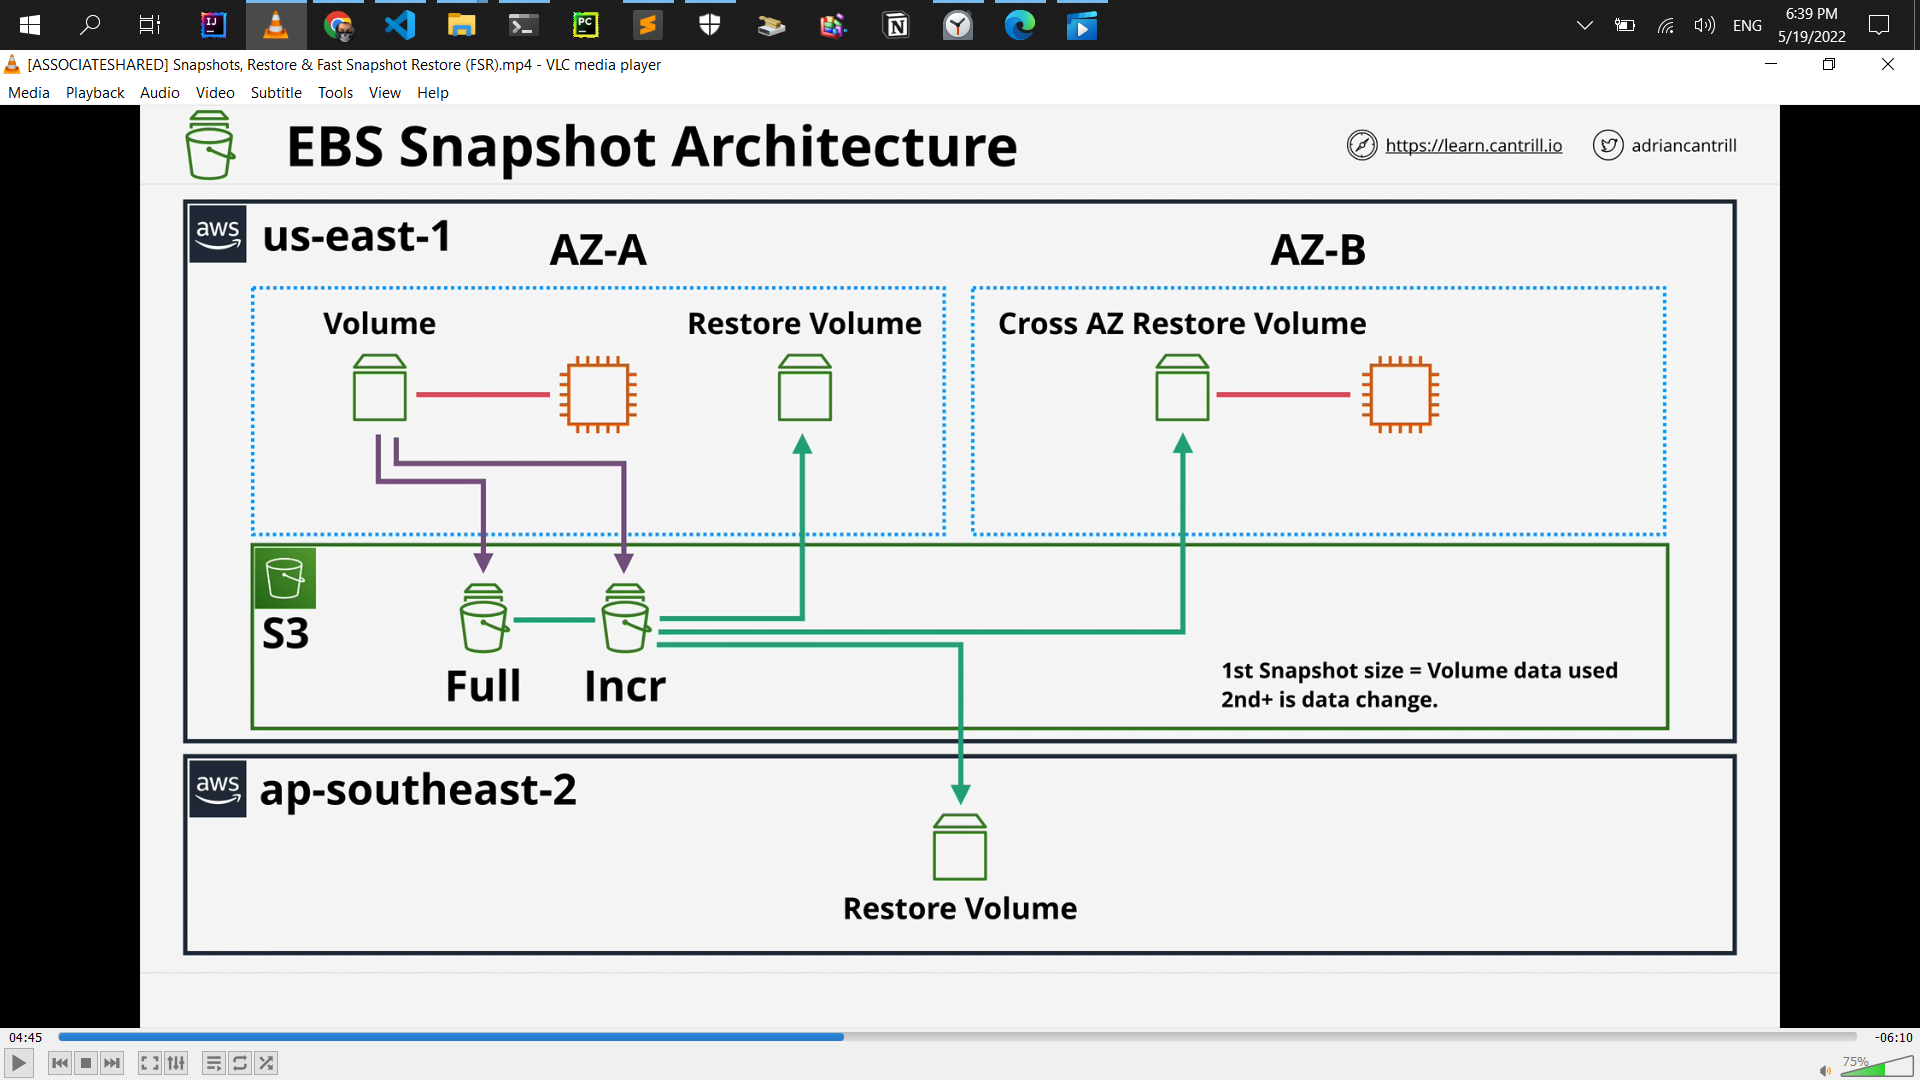 IJ
PC
N
ENG
6:39 PM
5/19/2022
[ASSOCIATESHARED] Snapshots, Restore & Fast Snapshot Restore (FSR).mp4 - VLC media player
Media Playback Audio Video Subtitle Tools View Help
EBS Snapshot Architecture
https://learn.cantrill.io
adriancantrill
aws
us-east-1
AZ-A
AZ-B
Volume
Restore Volume
Cross AZ Restore Volume
S3
Full
Incr
1st Snapshot size = Volume data used
2nd+ is data change.
aws
ap-southeast-2
Restore Volume
04:45
-06:10
75%